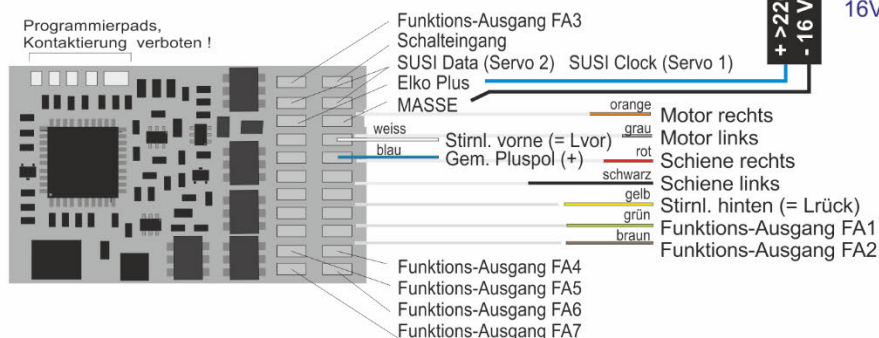 Programmierpads,
Kontaktierung verboten !
Funktions-Ausgang FA3
Schalteingang
SUSI Data (Servo 2) SUSI Clock (Servo 1)
Elko Plus
MASSE
+ >22
- 16 V
16V
orange
Motor rechts
weiss
grau
Stirnl. vorne (= Lvor)
Motor links
blau
rot
Gem. Pluspol (+)
Schiene rechts
schwarz
Schiene links
gelb
Stirnl. hinten (= Lrück)
grün
Funktions-Ausgang FA1
braun
Funktions-Ausgang FA2
Funktions-Ausgang FA4
Funktions-Ausgang FA5
Funktions-Ausgang FA6
Funktions-Ausgang FA7